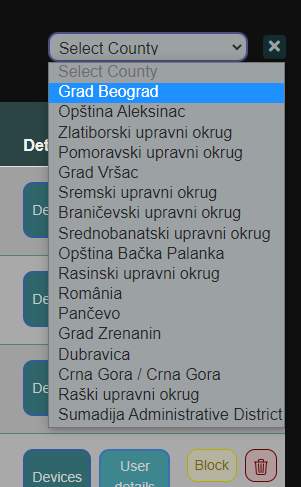 Select County
×
Select County
Grad Beograd
Opština Aleksinac
Zlatiborski upravni okrug
Pomoravski upravni okrug
Grad Vršac
Sremski upravni okrug
Braničevski upravni okrug
Srednobanatski upravni okrug
Opština Bačka Palanka
Rasinski upravni okrug
România
Pančevo
Grad Zrenanin
Dubravica
Crna Gora / Crna Gora
Raški upravni okrug
Sumadija Administrative District
Det
De
De
De
Devices
User
details
Block